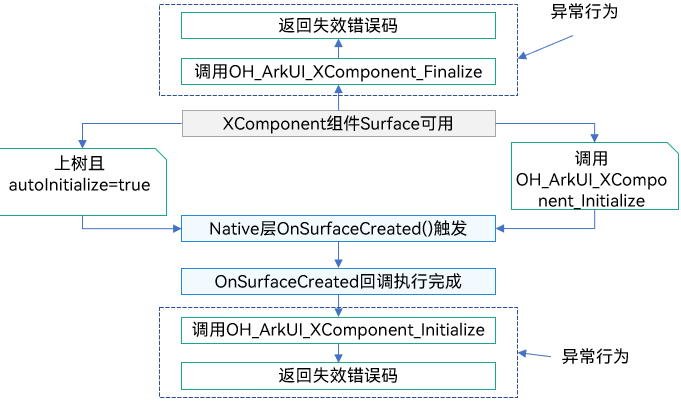 返回失效错误码
异常行为
调用OH_ArkUI_XComponent_Finalize
XComponent组件Surface可用
上树且
autoInitialize=true
调用
OH_ArkUI_XCompo
nent_Initialize
Native层OnSurfaceCreated()触发
OnSurfaceCreated回调执行完成
调用OH_ArkUI_XComponent_Initialize
异常行为
返回失效错误码